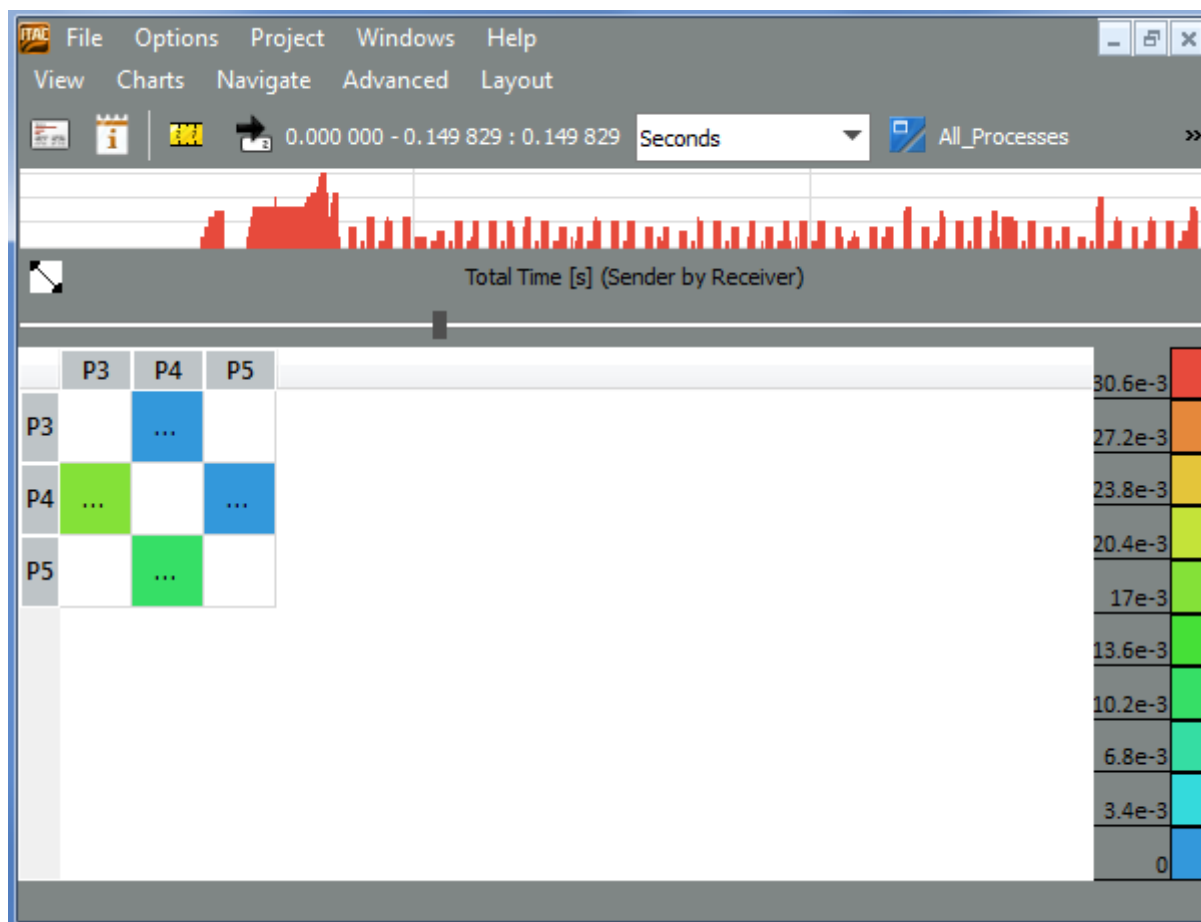 ITAC File Options Project Windows Help
View Charts Navigate Advanced Layout
0.000 000 - 0.149 829 : 0.149 829 Seconds All_Processes »
Total Time [s] (Sender by Receiver)
P3 P4 P5
P3 ...
P4 ... ...
P5 ...
30.6e-3
27.2e-3
23.8e-3
20.4e-3
17e-3
13.6e-3
10.2e-3
6.8e-3
3.4e-3
0